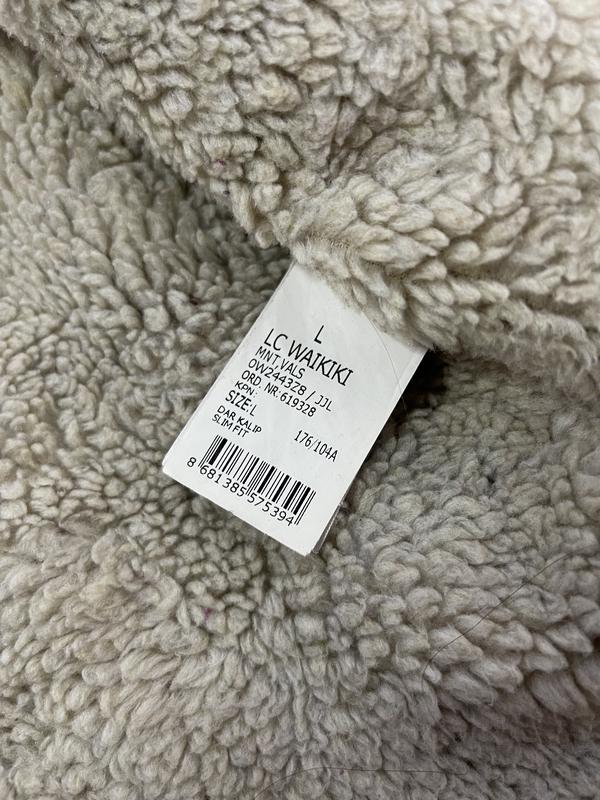 L
LC WAIKIKI
MNT.VALS
OW244328 / JJL
ORD. NR:619328
KPN:
SIZE:L
DAR KALIP 176/104A
SLIM FIT
8 681385 575394